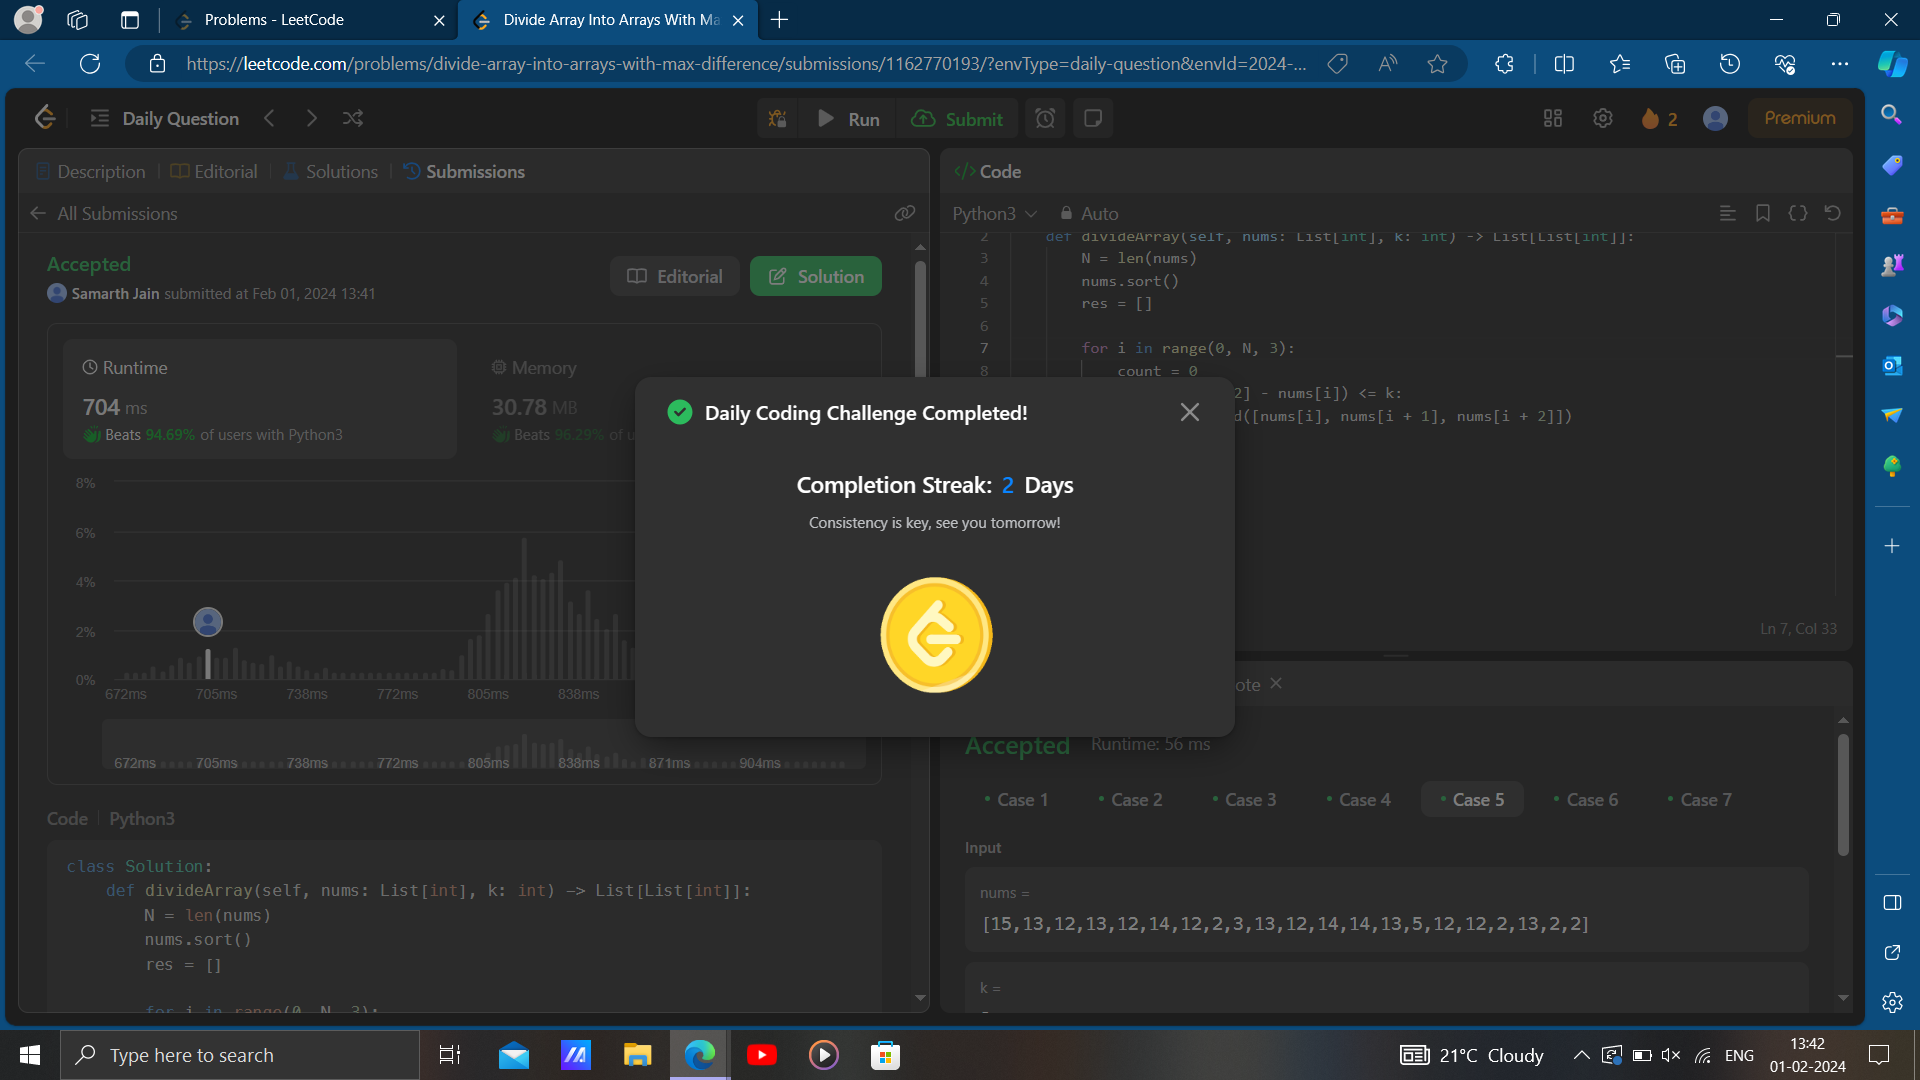 Problems - LeetCode
Divide Array Into Arrays With Ma
https://leetcode.com/problems/divide-array-into-arrays-with-max-difference/submissions/1162770193/?envType=daily-question&envId=2024-...
Daily Question
Run
Submit
2
Premium
Description
Editorial
Solutions
Submissions
</> Code
All Submissions
Python3
Auto
Accepted
Samarth Jain submitted at Feb 01, 2024 13:41
Editorial
Solution
Runtime
704 ms
Beats 94.69% of users with Python3
Memory
30.78 MB
Beats 96.29% of u
8%
6%
4%
2%
0%
672ms
705ms
738ms
772ms
805ms
838ms
672ms
705ms
738ms
772ms
805ms
838ms
871ms
904ms
Code
Python3
class Solution:
def divideArray(self, nums: List[int], k: int) -> List[List[int]]:
N = len(nums)
nums.sort()
res = []
for i in range(0, N, 3):
2 def divideArray(self, nums: List[int], k: int) -> List[List[int]]:
3 N = len(nums)
4 nums.sort()
5 res = []
6
7 for i in range(0, N, 3):
8 count = 0
2] - nums[i]) <= k:
d([nums[i], nums[i + 1], nums[i + 2]])
Ln 7, Col 33
Daily Coding Challenge Completed!
Completion Streak: 2 Days
Consistency is key, see you tomorrow!
ote
Accepted
Runtime: 56 ms
Case 1
Case 2
Case 3
Case 4
Case 5
Case 6
Case 7
Input
nums =
[15,13,12,13,12,14,12,2,3,13,12,14,14,13,5,12,12,2,13,2,2]
k =
Type here to search
21°C Cloudy
ENG
13:42
01-02-2024